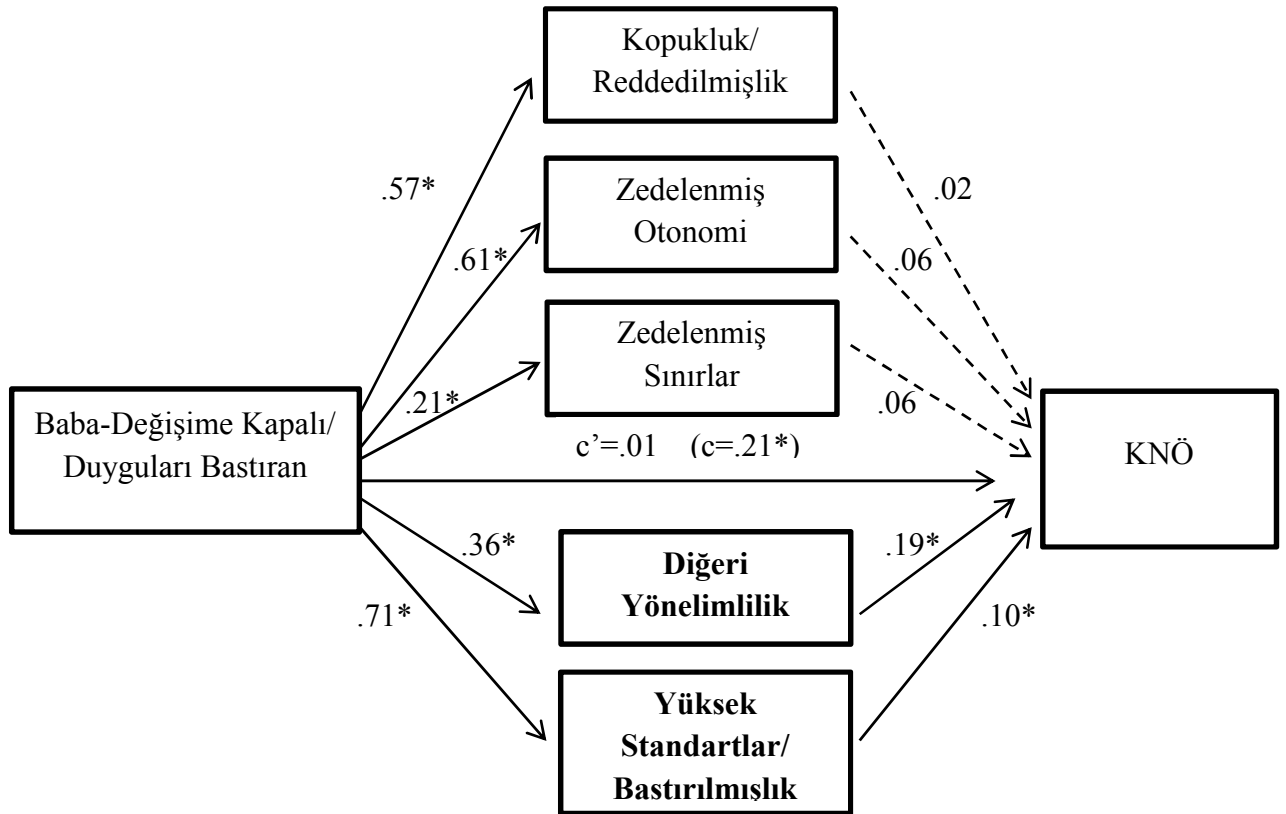 Kopukluk/
Reddedilmişlik
.57*
.02
Zedelenmiş
Otonomi
.61*
.06
Zedelenmiş
Sınırlar
.21*
.06
Baba-Değişime Kapalı/
Duyguları Bastıran
c’=.01 (c=.21*)
KNÖ
.36*
Diğeri
Yönelimlilik
.19*
.71*
.10*
Yüksek
Standartlar/
Bastırılmışlık